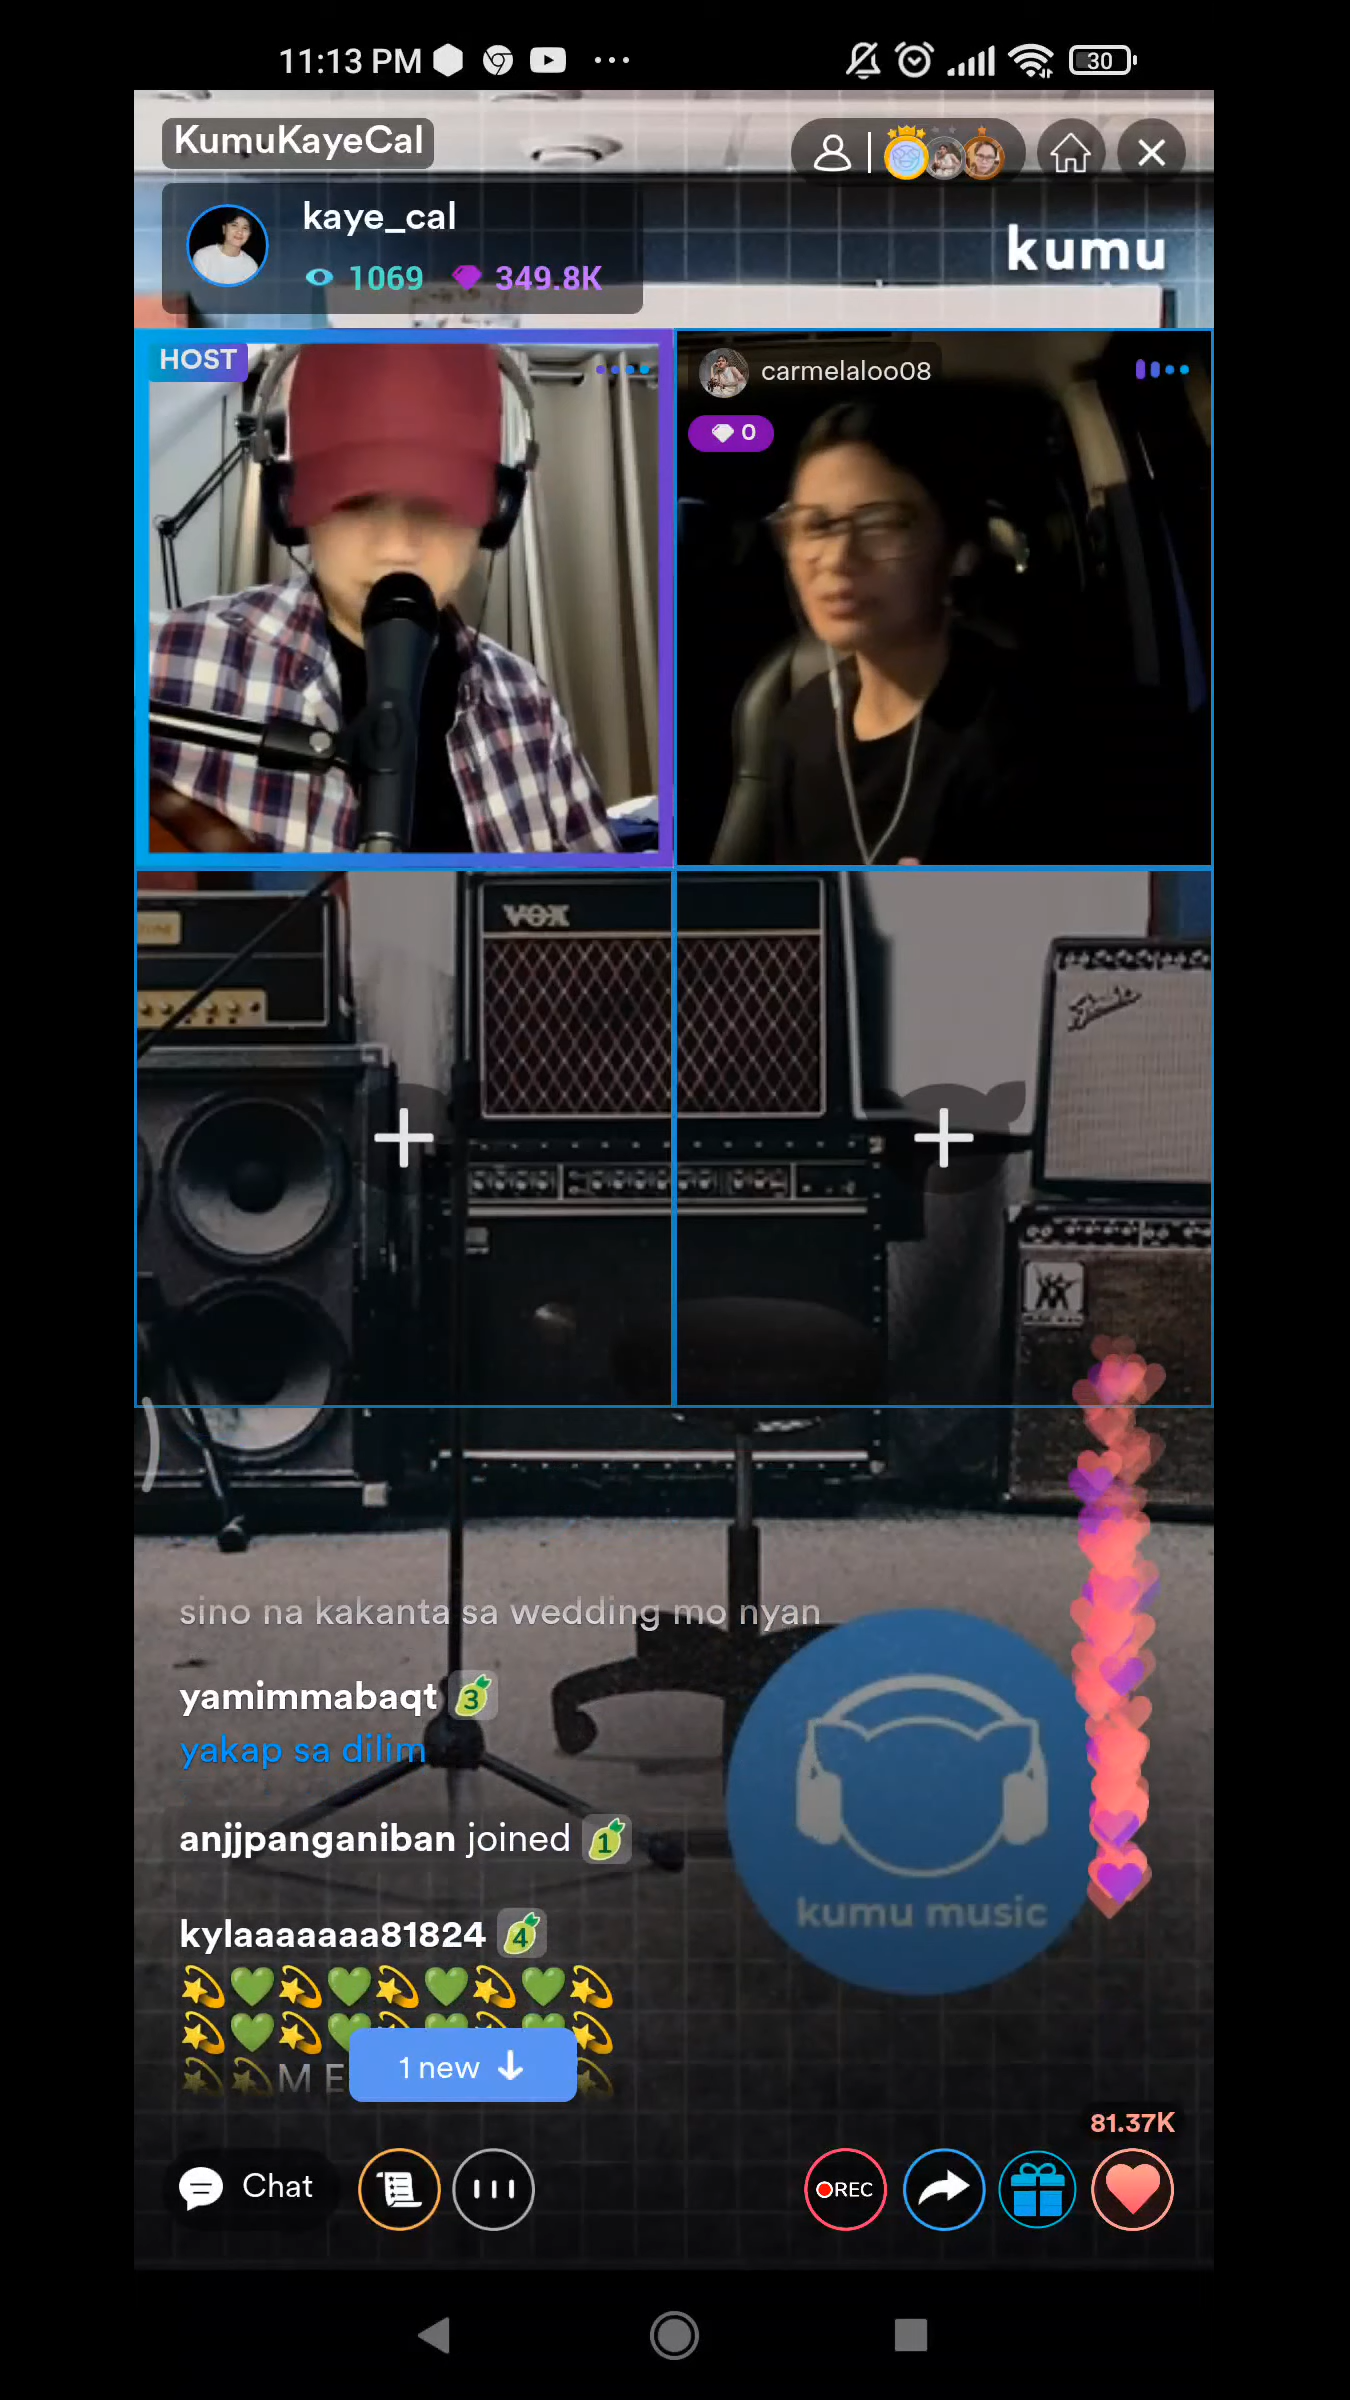 11:13 PM
30
KumuKayeCal
kaye_cal
1069 349.8K
kumu
HOST
carmelaloo08
0
VOX
Fender
sino na kakanta sa wedding mo nyan
yamimmabaqt 3
yakap sa dilim
anjjpanganiban joined 1
kylaaaaaaa81824 4
💫💚💫💚💫💚💫💚💫
💫💚💫💚💫💚💫💚💫
💫💫M E
1 new
kumu music
81.37K
Chat
REC